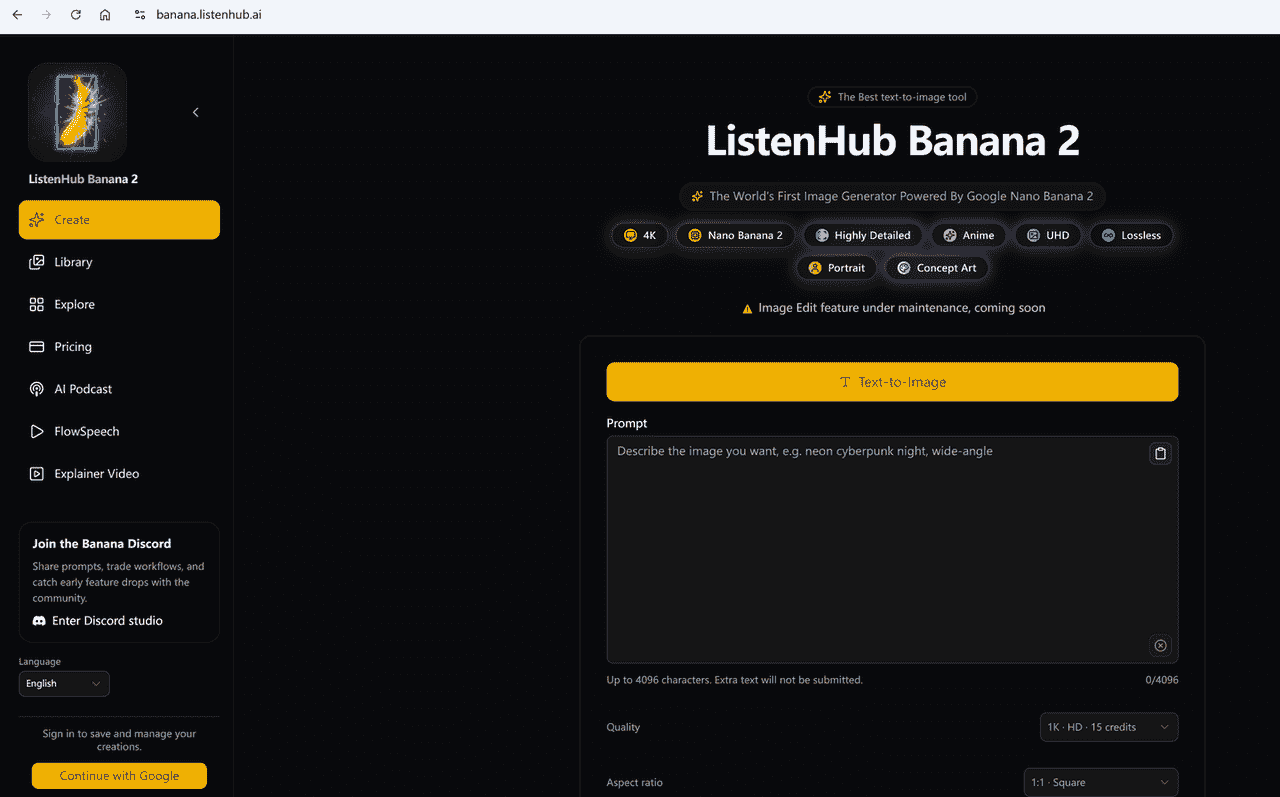 banana.listenhub.ai
ListenHub Banana 2
Create
Library
Explore
Pricing
AI Podcast
FlowSpeech
Explainer Video
Join the Banana Discord
Share prompts, trade workflows, and
catch early feature drops with the
community.
Enter Discord studio
Language
English
Sign in to save and manage your
creations.
Continue with Google
The Best text-to-image tool
ListenHub Banana 2
The World's First Image Generator Powered By Google Nano Banana 2
4K Nano Banana 2 Highly Detailed Anime UHD Lossless
Portrait Concept Art
Image Edit feature under maintenance, coming soon
Text-to-Image
Prompt
Describe the image you want, e.g. neon cyberpunk night, wide-angle
Up to 4096 characters. Extra text will not be submitted. 0/4096
Quality 1K · HD · 15 credits
Aspect ratio 1:1 · Square